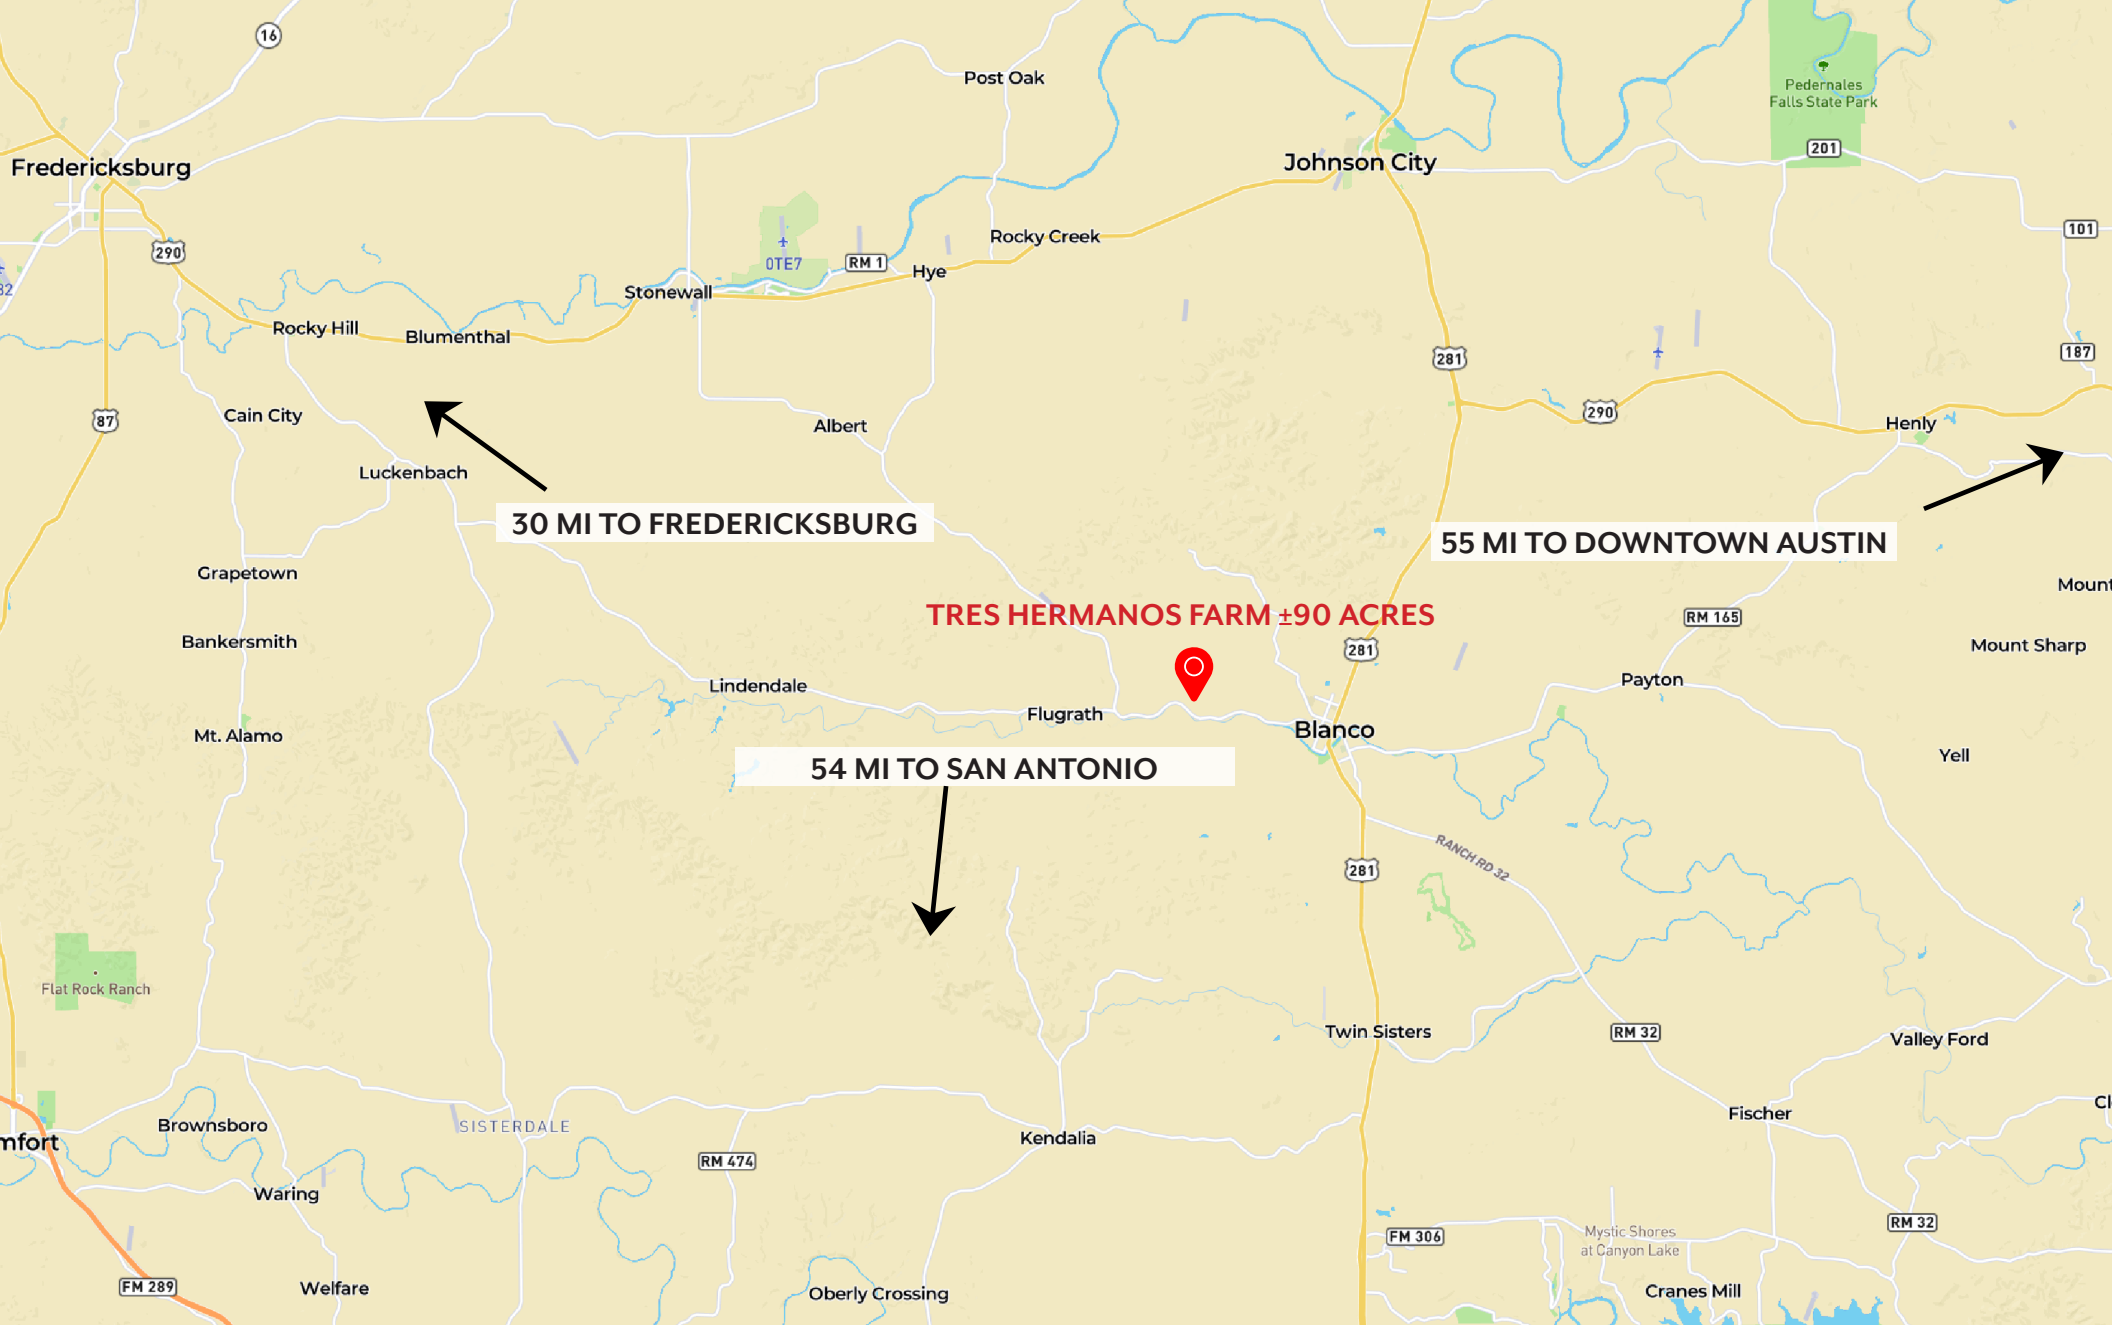 16
Post Oak
Pedernales
Falls State Park
201
Fredericksburg
Johnson City
101
290
Rocky Creek
0TE7
RM 1
Hye
32
Stonewall
Rocky Hill
Blumenthal
281
187
87
Cain City
Albert
290
Henly
Luckenbach
30 MI TO FREDERICKSBURG
55 MI TO DOWNTOWN AUSTIN
Grapetown
Mount
TRES HERMANOS FARM ±90 ACRES
RM 165
Bankersmith
281
Mount Sharp
Lindendale
Payton
Flugrath
Mt. Alamo
Blanco
Yell
54 MI TO SAN ANTONIO
RANCH RD 32
281
Flat Rock Ranch
Twin Sisters
RM 32
Valley Ford
Cl
Fischer
Brownsboro
SISTERDALE
mfort
Kendalia
RM 474
Waring
RM 32
FM 306
Mystic Shores
at Canyon Lake
FM 289
Welfare
Oberly Crossing
Cranes Mill